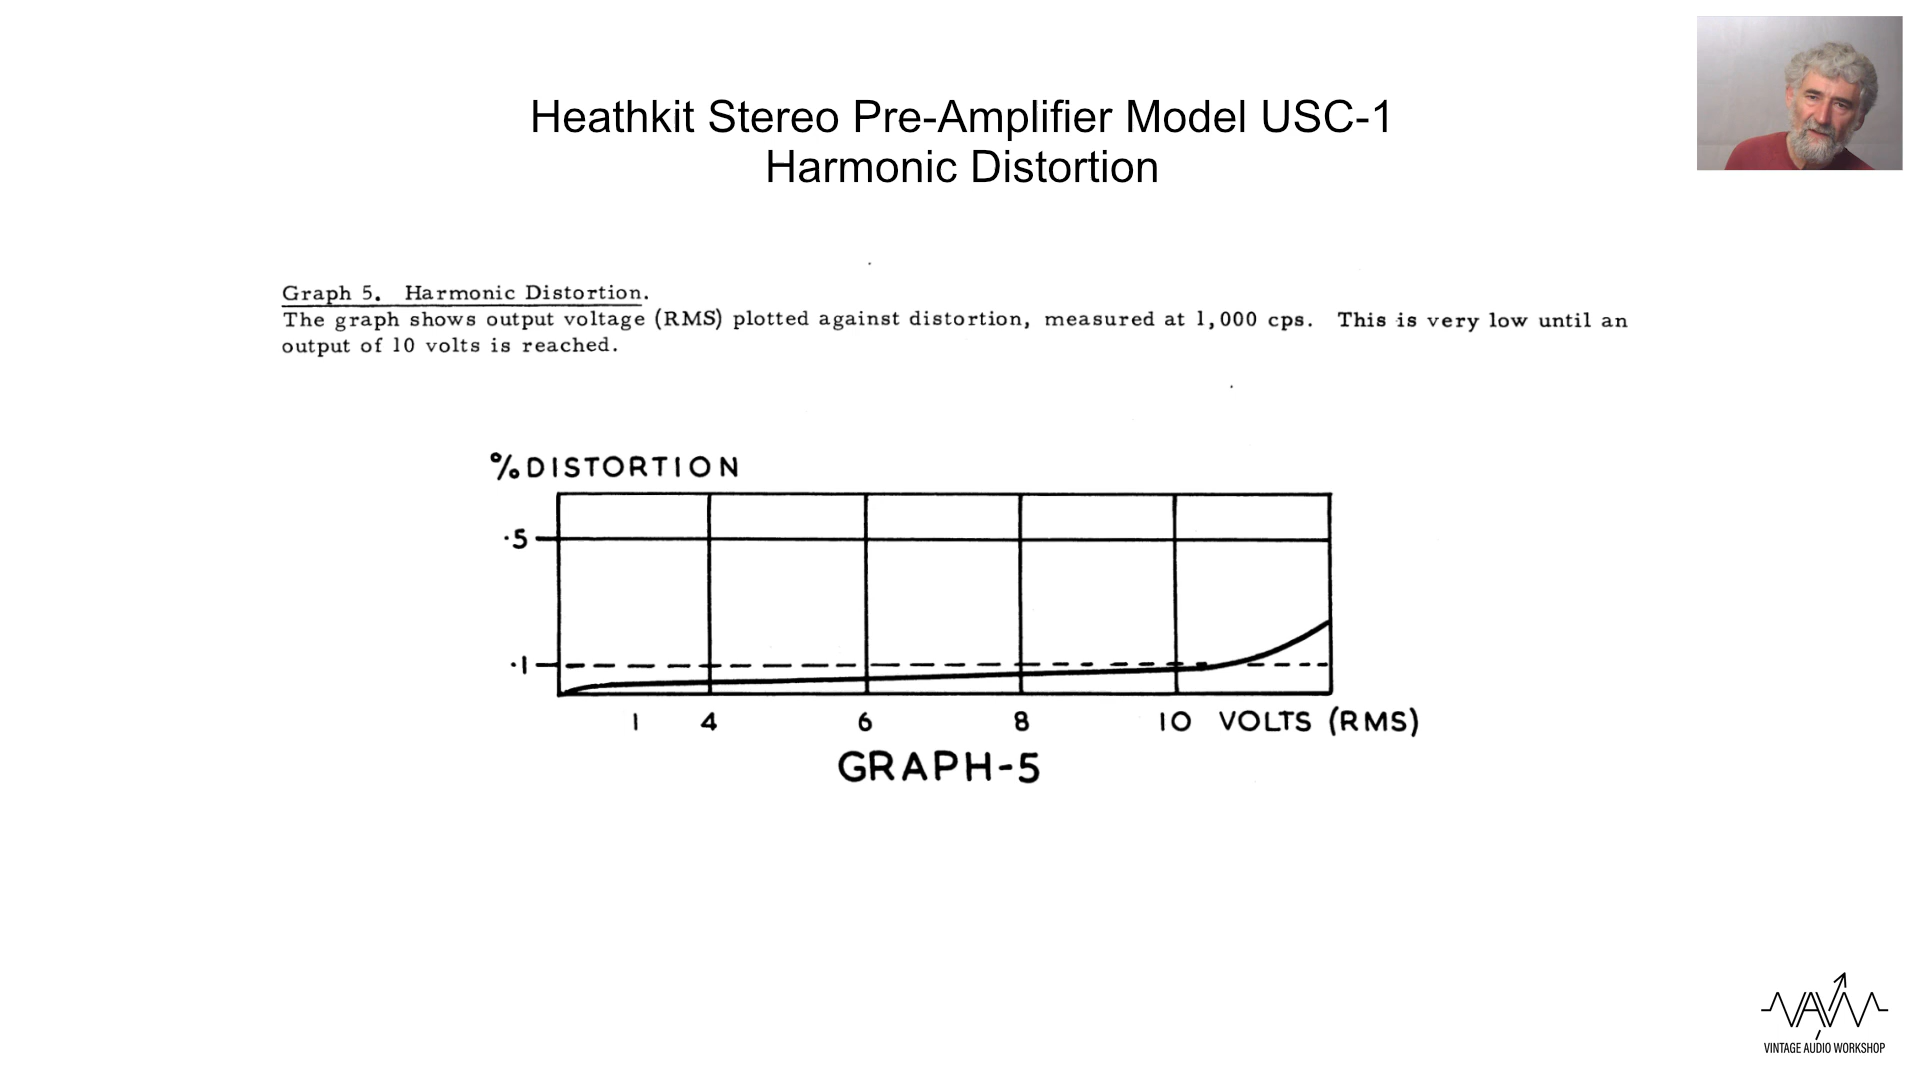 Heathkit Stereo Pre-Amplifier Model USC-1
Harmonic Distortion
Graph 5. Harmonic Distortion.
The graph shows output voltage (RMS) plotted against distortion, measured at 1,000 cps. This is very low until an
output of 10 volts is reached.
% DISTORTION
·5
·1
1 4 6 8 10 VOLTS (RMS)
GRAPH-5
VAW
VINTAGE AUDIO WORKSHOP